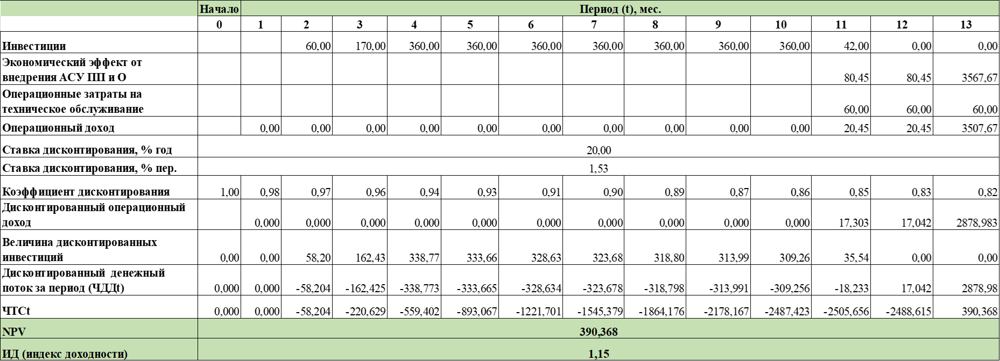 Начало Период (t), мес.
0 1 2 3 4 5 6 7 8 9 10 11 12 13
Инвестиции 60,00 170,00 360,00 360,00 360,00 360,00 360,00 360,00 360,00 42,00 0,00 0,00
Экономический эффект от
внедрения АСУ ПП и О 80,45 80,45 3567,67
Операционные затраты на
техническое обслуживание 60,00 60,00 60,00
Операционный доход 0,00 0,00 0,00 0,00 0,00 0,00 0,00 0,00 0,00 0,00 20,45 20,45 3507,67
Ставка дисконтирования, % год 20,00
Ставка дисконтирования, % пер. 1,53
Коэффициент дисконтирования 1,00 0,98 0,97 0,96 0,94 0,93 0,91 0,90 0,89 0,87 0,86 0,85 0,83 0,82
Дисконтированный операционный
доход 0,000 0,000 0,000 0,000 0,000 0,000 0,000 0,000 0,000 0,000 17,303 17,042 2878,983
Величина дисконтированных
инвестиций 0,00 0,00 58,20 162,43 338,77 333,66 328,63 323,68 318,80 313,99 309,26 35,54 0,00 0,00
Дисконтированный денежный
поток за период (ЧДДt) 0,000 0,000 -58,204 -162,425 -338,773 -333,665 -328,634 -323,678 -318,798 -313,991 -309,256 -18,233 17,042 2878,98
ЧТСt 0,000 0,000 -58,204 -220,629 -559,402 -893,067 -1221,701 -1545,379 -1864,176 -2178,167 -2487,423 -2505,656 -2488,615 390,368
NPV 390,368
ИД (индекс доходности) 1,15